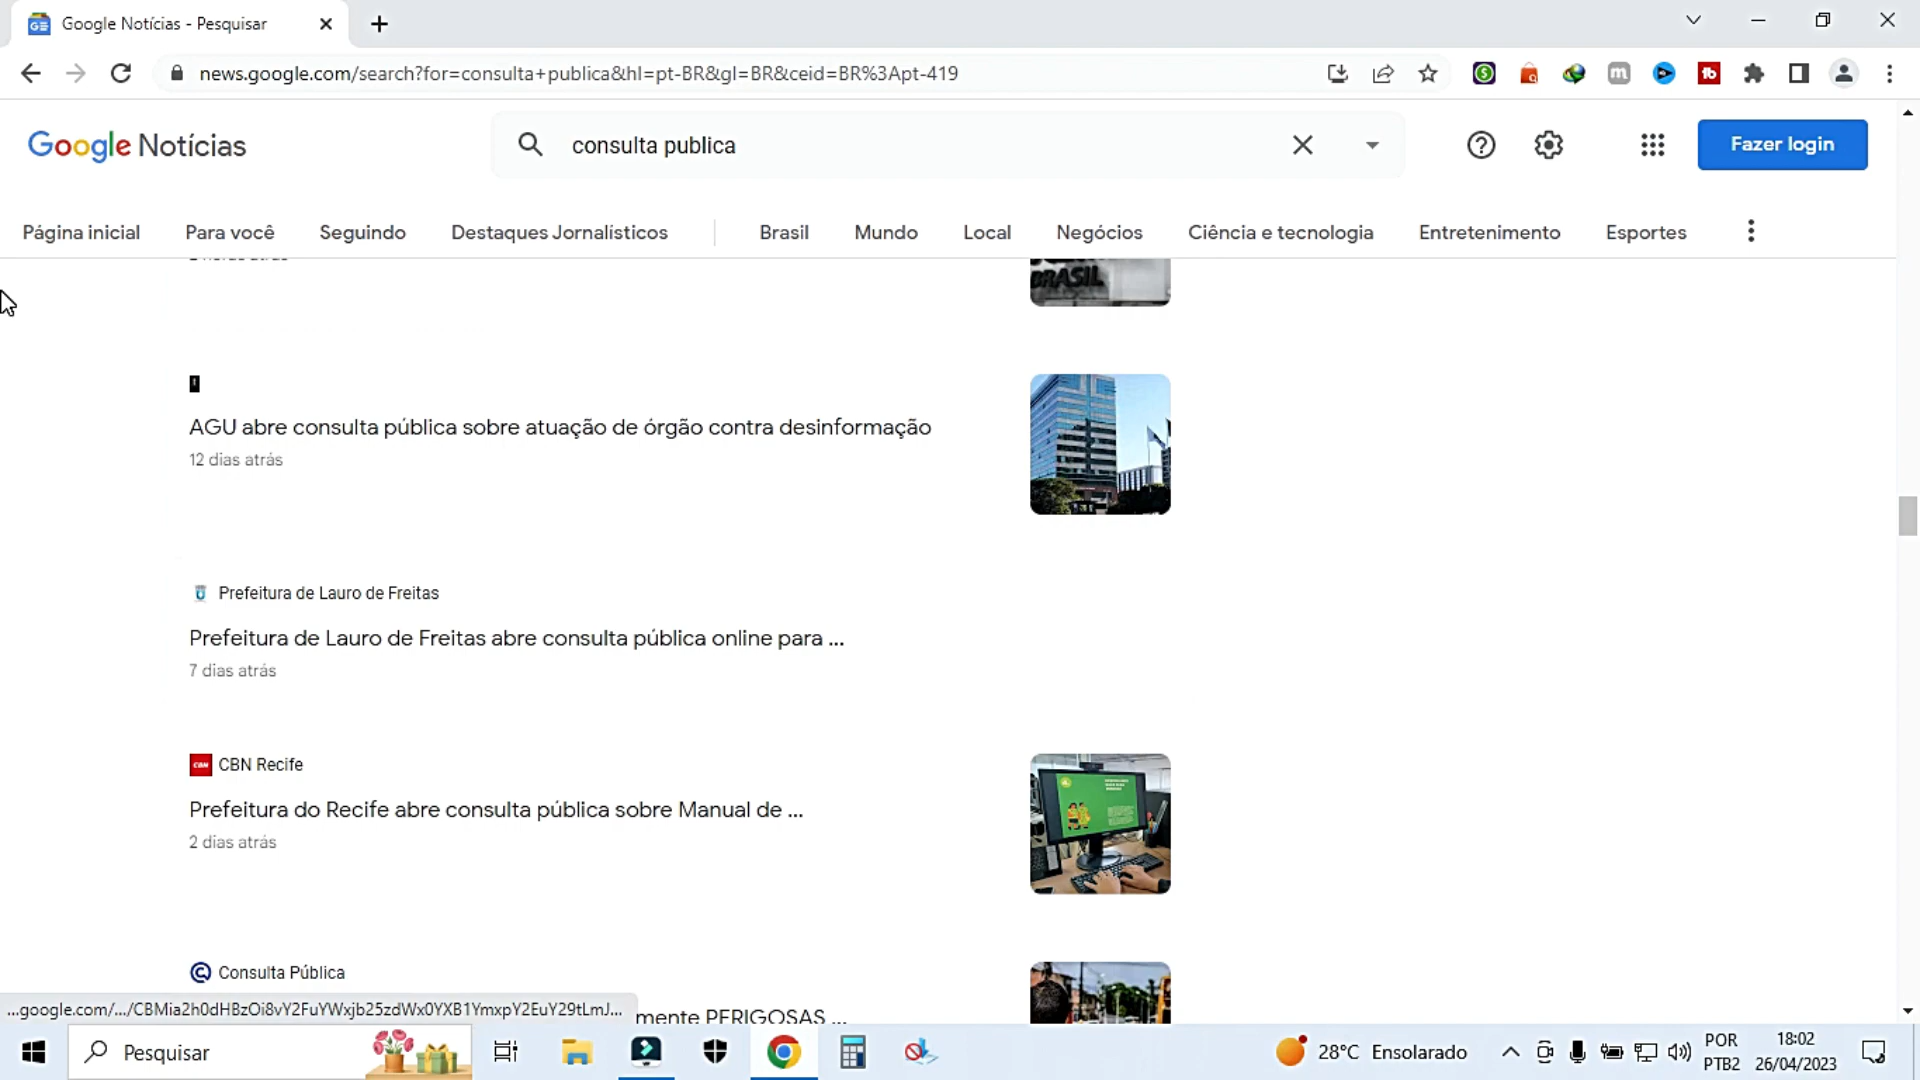 Google Notícias - Pesquisar
news.google.com/search?for=consulta+publica&hl=pt-BR&gl=BR&ceid=BR%3Apt-419
Google Notícias
consulta publica
Fazer login
Página inicial
Para você
Seguindo
Destaques Jornalísticos
Brasil
Mundo
Local
Negócios
Ciência e tecnologia
Entretenimento
Esportes
BRASIL
AGU abre consulta pública sobre atuação de órgão contra desinformação
12 dias atrás
Prefeitura de Lauro de Freitas
Prefeitura de Lauro de Freitas abre consulta pública online para ...
7 dias atrás
CBN
CBN Recife
Prefeitura do Recife abre consulta pública sobre Manual de ...
2 dias atrás
Consulta Pública
mente PERIGOSAS ...
...google.com/.../CBMia2h0dHBzOi8vY2FuYWxjb25zdWx0YXB1YmxpY2EuY29tLmJ...
Pesquisar
28°C Ensolarado
POR
PTB2
18:02
26/04/2023